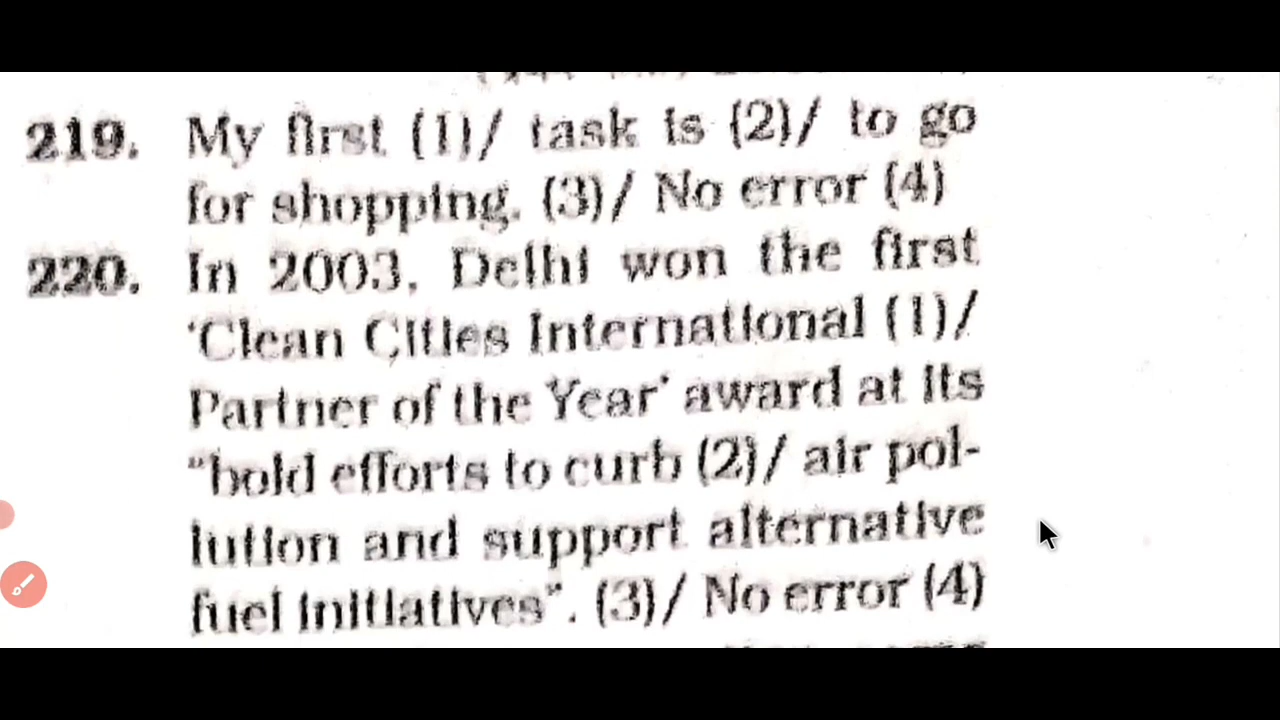 219. My first (1)/ task is (2)/ to go
for shopping. (3)/ No error (4)
220. In 2003, Delhi won the first
'Clean Cities International (1)/
Partner of the Year' award at its
"bold efforts to curb (2)/ air pol-
lution and support alternative
fuel initiatives". (3)/ No error (4)